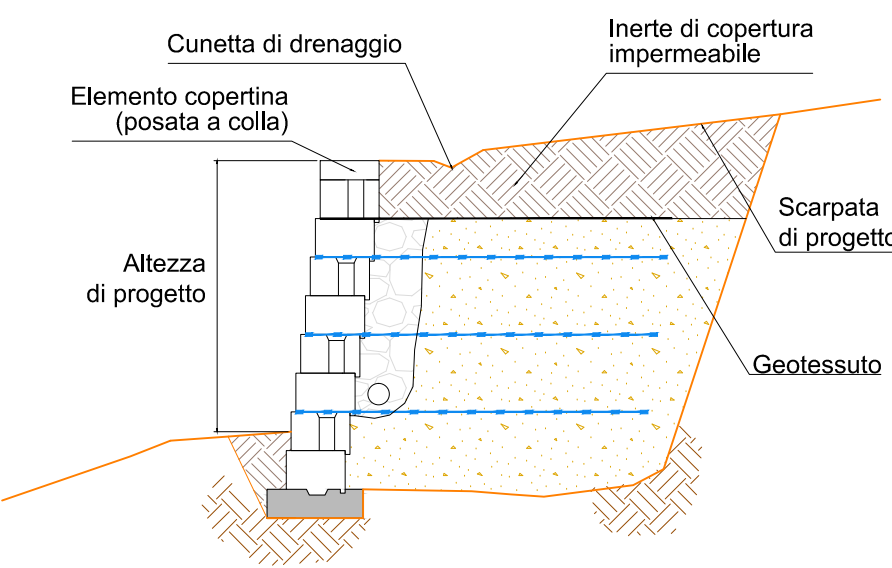 Cunetta di drenaggio
Inerte di copertura
impermeabile
Elemento copertina
(posata a colla)
Scarpata
di progetto
Altezza
di progetto
Geotessuto